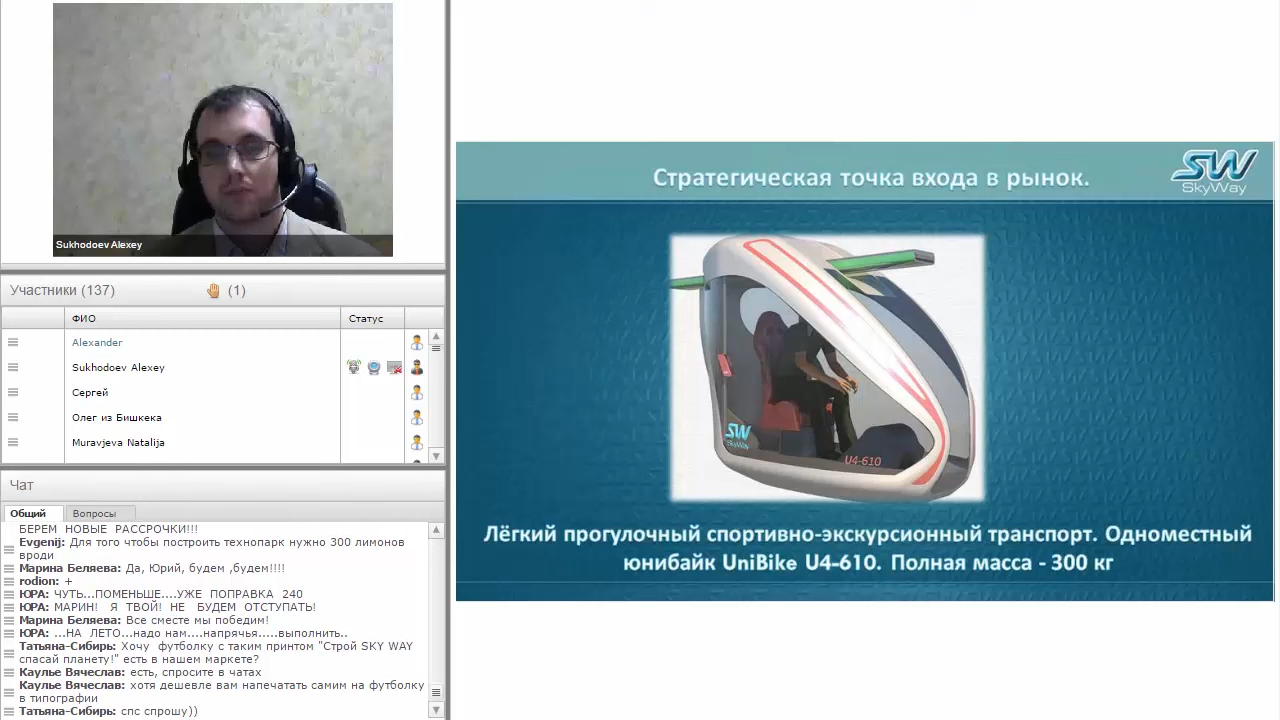 Sukhodoev Alexey
Участники (137)
(1)
ФИО
Статус
Alexander
Sukhodoev Alexey
Сергей
Олег из Бишкека
Muravjeva Natalija
Чат
Общий
Вопросы
БЕРЕМ НОВЫЕ РАССРОЧКИ!!!
Evgenij: Для того чтобы построить технопарк нужно 300 лимонов
вроди
Марина Беляева: Да, Юрий, будем ,будем!!!!
rodion: +
ЮРА: ЧУТЬ...ПОМЕНЬШЕ....УЖЕ ПОПРАВКА 240
ЮРА: МАРИН! Я ТВОЙ! НЕ БУДЕМ ОТСТУПАТЬ!
Марина Беляева: Все сместе мы победим!
ЮРА: ...НА ЛЕТО...надо нам....напрячья.....выполнить..
Татьяна-Сибирь: Хочу футболку с таким принтом "Строй SKY WAY
спасай планету!" есть в нашем маркете?
Каулье Вячеслав: есть, спросите в чатах
Каулье Вячеслав: хотя дешевле вам напечатать самим на футболку
в типографии
Татьяна-Сибирь: спс спрошу))
Стратегическая точка входа в рынок.
SW
SkyWay
SW
SkyWay
U4-610
Лёгкий прогулочный спортивно-экскурсионный транспорт. Одноместный
юнибайк UniBike U4-610. Полная масса - 300 кг